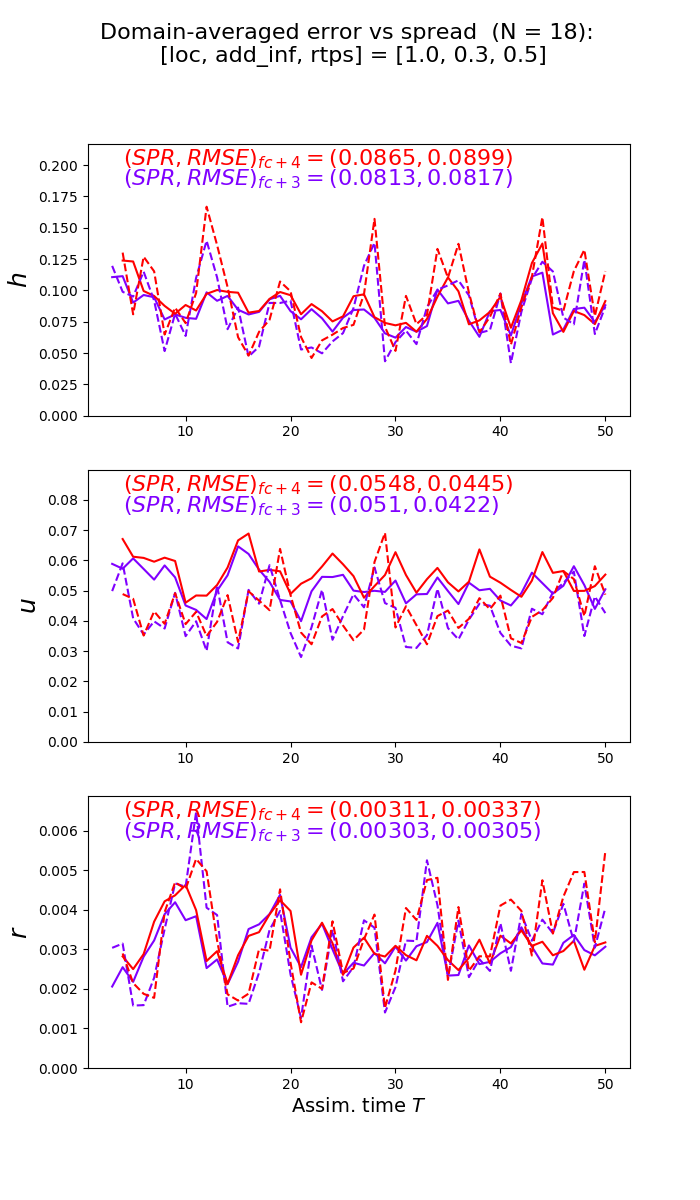 Domain-averaged error vs spread (N = 18):
[loc, add_inf, rtps] = [1.0, 0.3, 0.5]
(SPR, RMSE)fc+4 = (0.0865, 0.0899)
(SPR, RMSE)fc+3 = (0.0813, 0.0817)
0.200
0.175
0.150
0.125
0.100
0.075
0.050
0.025
0.000
h
10 20 30 40 50
(SPR, RMSE)fc+4 = (0.0548, 0.0445)
(SPR, RMSE)fc+3 = (0.051, 0.0422)
0.08
0.07
0.06
0.05
0.04
0.03
0.02
0.01
0.00
u
10 20 30 40 50
(SPR, RMSE)fc+4 = (0.00311, 0.00337)
(SPR, RMSE)fc+3 = (0.00303, 0.00305)
0.006
0.005
0.004
0.003
0.002
0.001
0.000
r
10 20 30 40 50
Assim. time T